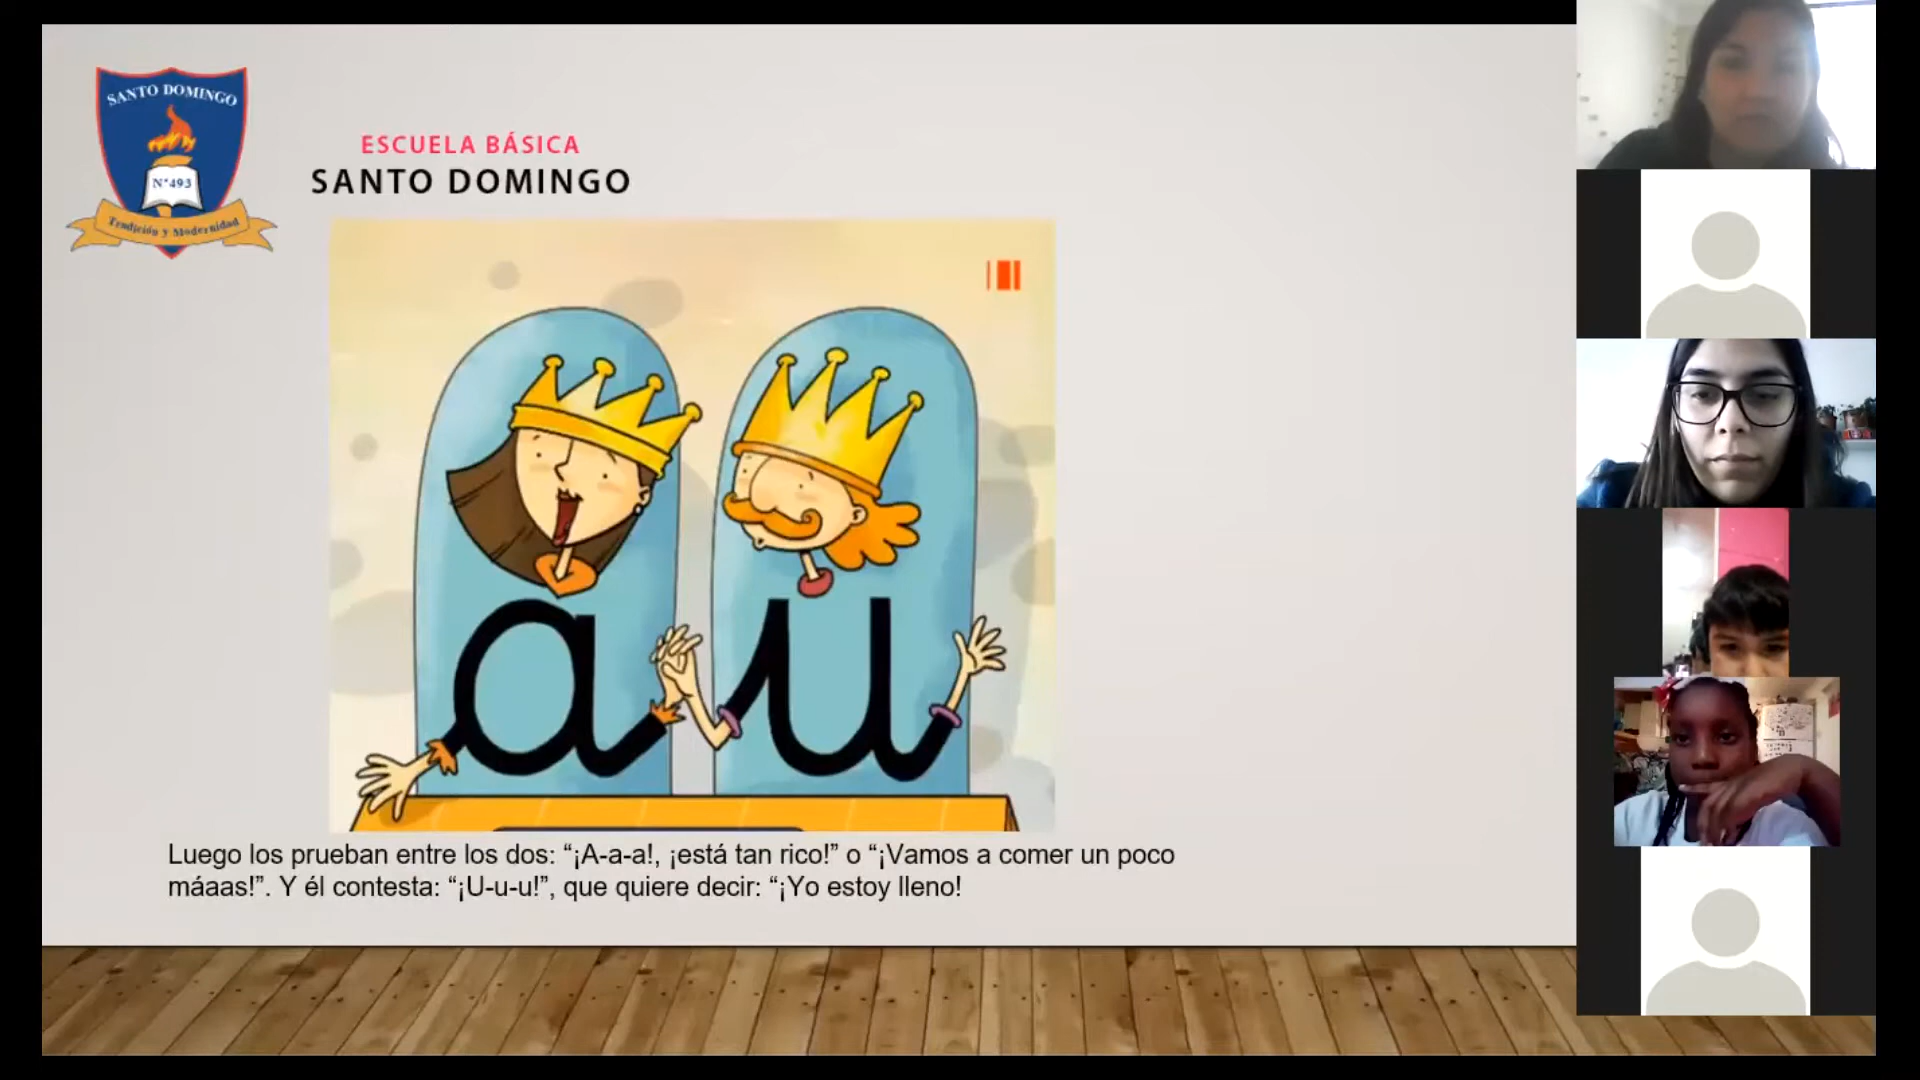 SANTO DOMINGO
N°493
Tradición y Modernidad
ESCUELA BÁSICA
SANTO DOMINGO
a u
Luego los prueban entre los dos: “¡A-a-a!, ¡está tan rico!” o “¡Vamos a comer un poco
máaas!”. Y él contesta: “¡U-u-u!”, que quiere decir: “¡Yo estoy lleno!